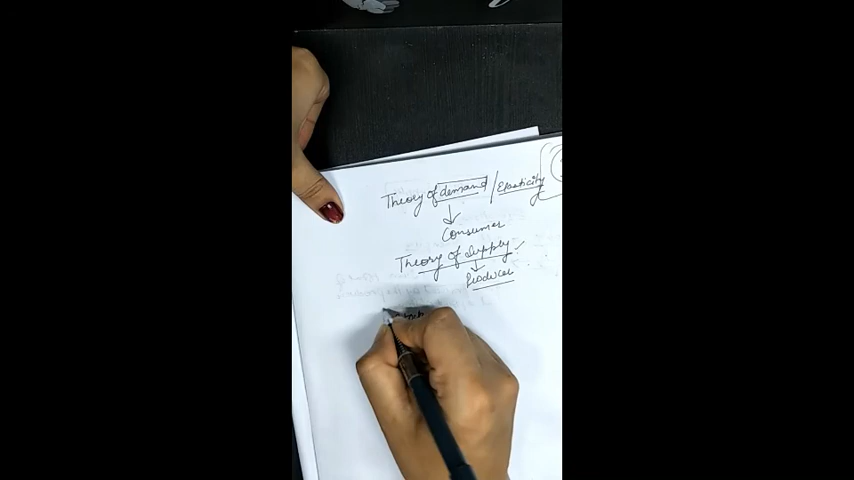 Theory of demand / Elasticity
Consumer
Theory of Supply
Producer